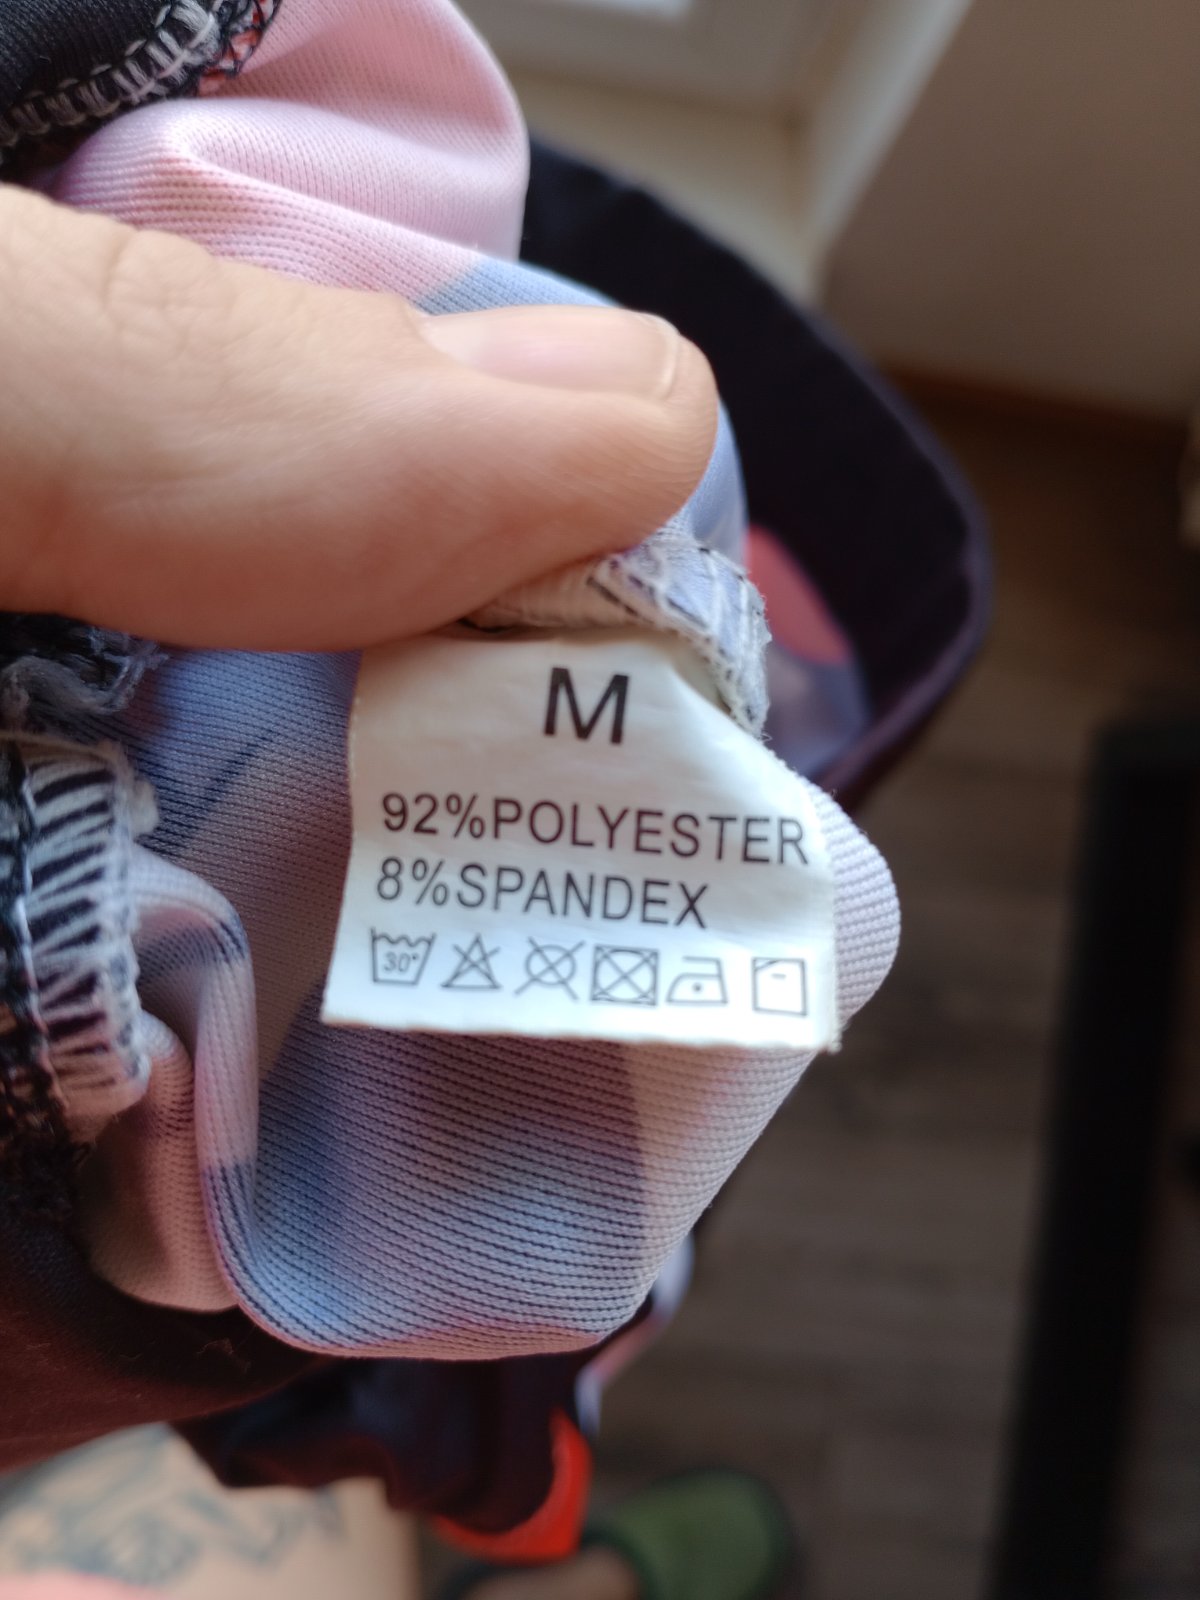 M
92%POLYESTER
8%SPANDEX
30°